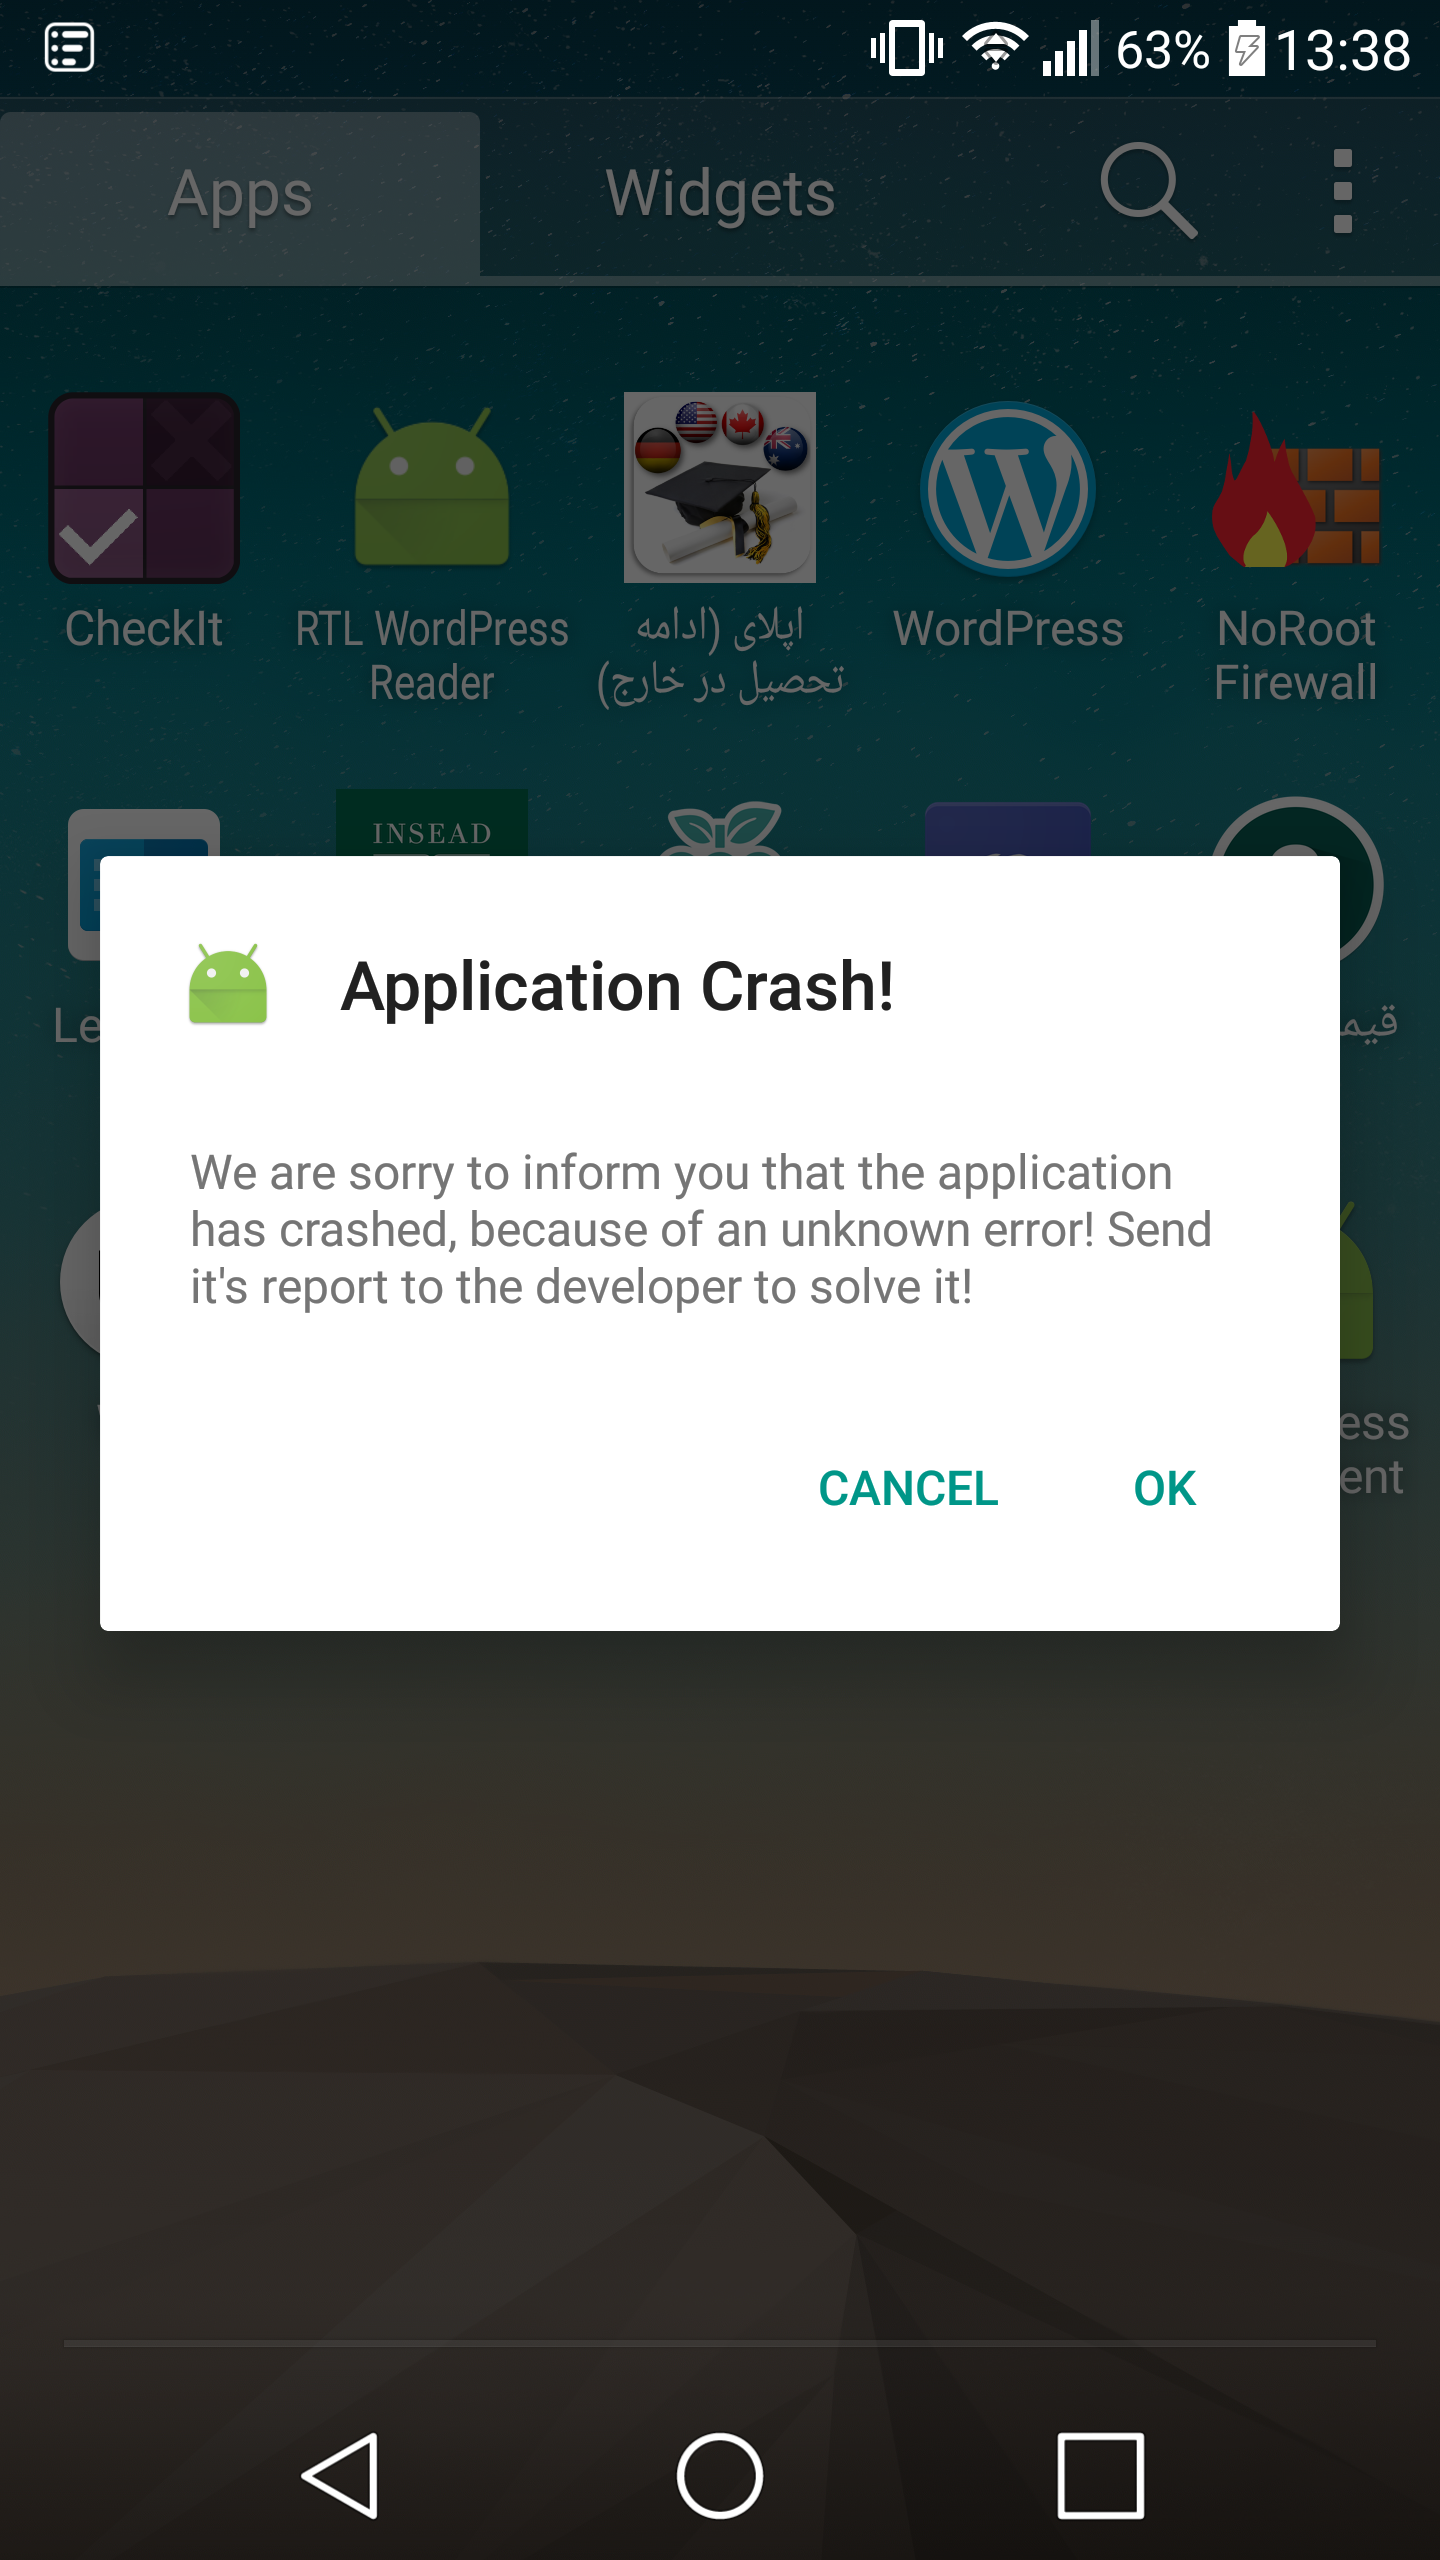 63% 13:38
Apps Widgets
CheckIt RTL WordPress اپلای (ادامه WordPress NoRoot
Reader تحصیل در خارج) Firewall
INSEAD
Application Crash!
Le
قیم
We are sorry to inform you that the application
has crashed, because of an unknown error! Send
it's report to the developer to solve it!
ess
CANCEL OK
ent